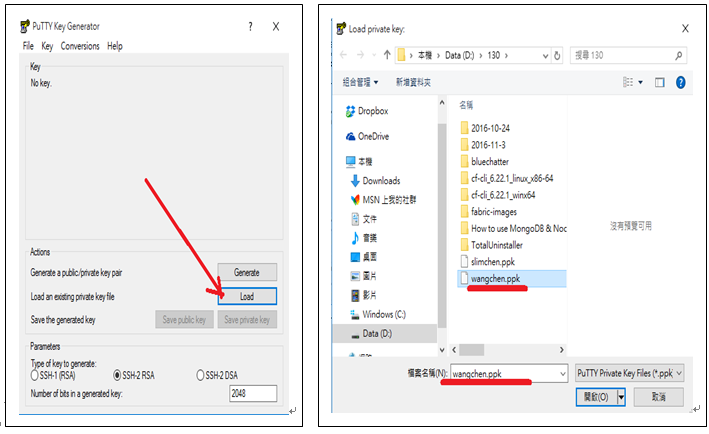 PuTTY Key Generator
?
X
File Key Conversions Help
Key
No key.
Actions
Generate a public/private key pair
Generate
Load an existing private key file
Load
Save the generated key
Save public key
Save private key
Parameters
Type of key to generate:
SSH-1 (RSA)
SSH-2 RSA
SSH-2 DSA
Number of bits in a generated key:
2048
Load private key:
本機 > Data (D:) > 130 >
搜尋 130
組合管理
新增資料夾
名稱
Dropbox
OneDrive
本機
Downloads
MSN 上我的社群
文件
音樂
桌面
圖片
影片
Windows (C:)
Data (D:)
2016-10-24
2016-11-3
bluechatter
cf-cli_6.22.1_linux_x86-64
cf-cli_6.22.1_winx64
fabric-images
How to use MongoDB & Noc
TotalUninstaller
slimchen.ppk
wangchen.ppk
沒有預覽可用
檔案名稱(N):
wangchen.ppk
PuTTY Private Key Files (*.ppk
開啟(O)
取消